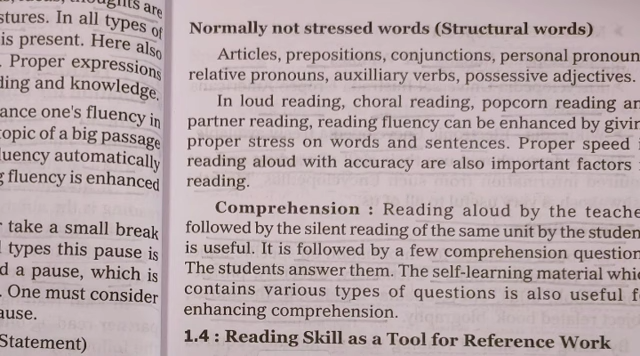 thoughts are
stures. In all types of
is present. Here also
. Proper expressions
ding and knowledge.
ance one's fluency in
topic of a big passage
luency automatically
g fluency is enhanced
take a small break
types this pause is
d a pause, which is
. One must consider
ause.
Statement)
Normally not stressed words (Structural words)
Articles, prepositions, conjunctions, personal pronoun
relative pronouns, auxilliary verbs, possessive adjectives.
In loud reading, choral reading, popcorn reading an
partner reading, reading fluency can be enhanced by givin
proper stress on words and sentences. Proper speed i
reading aloud with accuracy are also important factors
reading.
Comprehension : Reading aloud by the teache
followed by the silent reading of the same unit by the studen
is useful. It is followed by a few comprehension question
The students answer them. The self-learning material whic
contains various types of questions is also useful f
enhancing comprehension.
1.4 : Reading Skill as a Tool for Reference Work